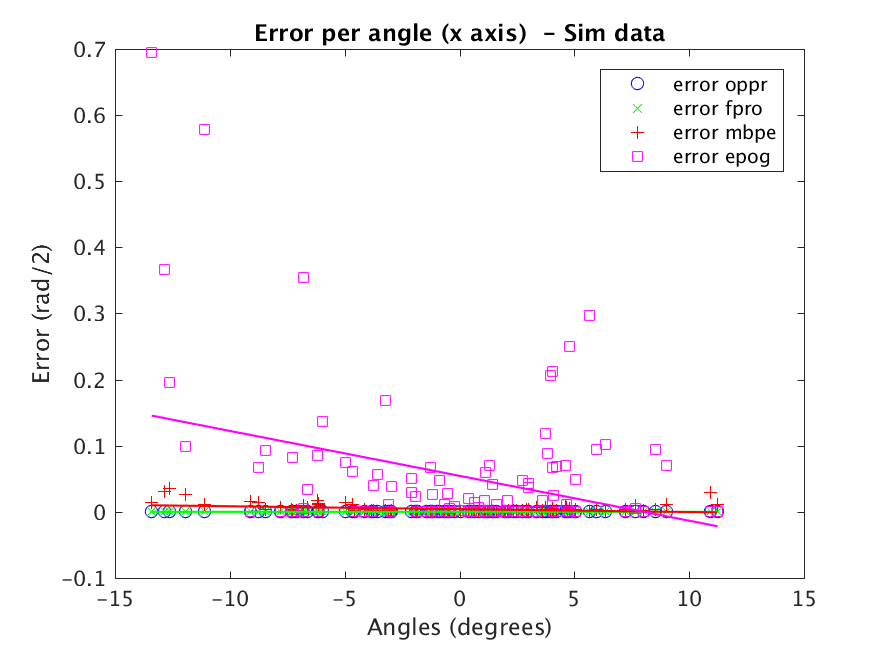 Error per angle (x axis)  - Sim data
error oppr
error fpro
error mbpe
error epog
0.7
0.6
0.5
0.4
0.3
0.2
0.1
0
-0.1
Error (rad/2)
-15
-10
-5
0
5
10
15
Angles (degrees)